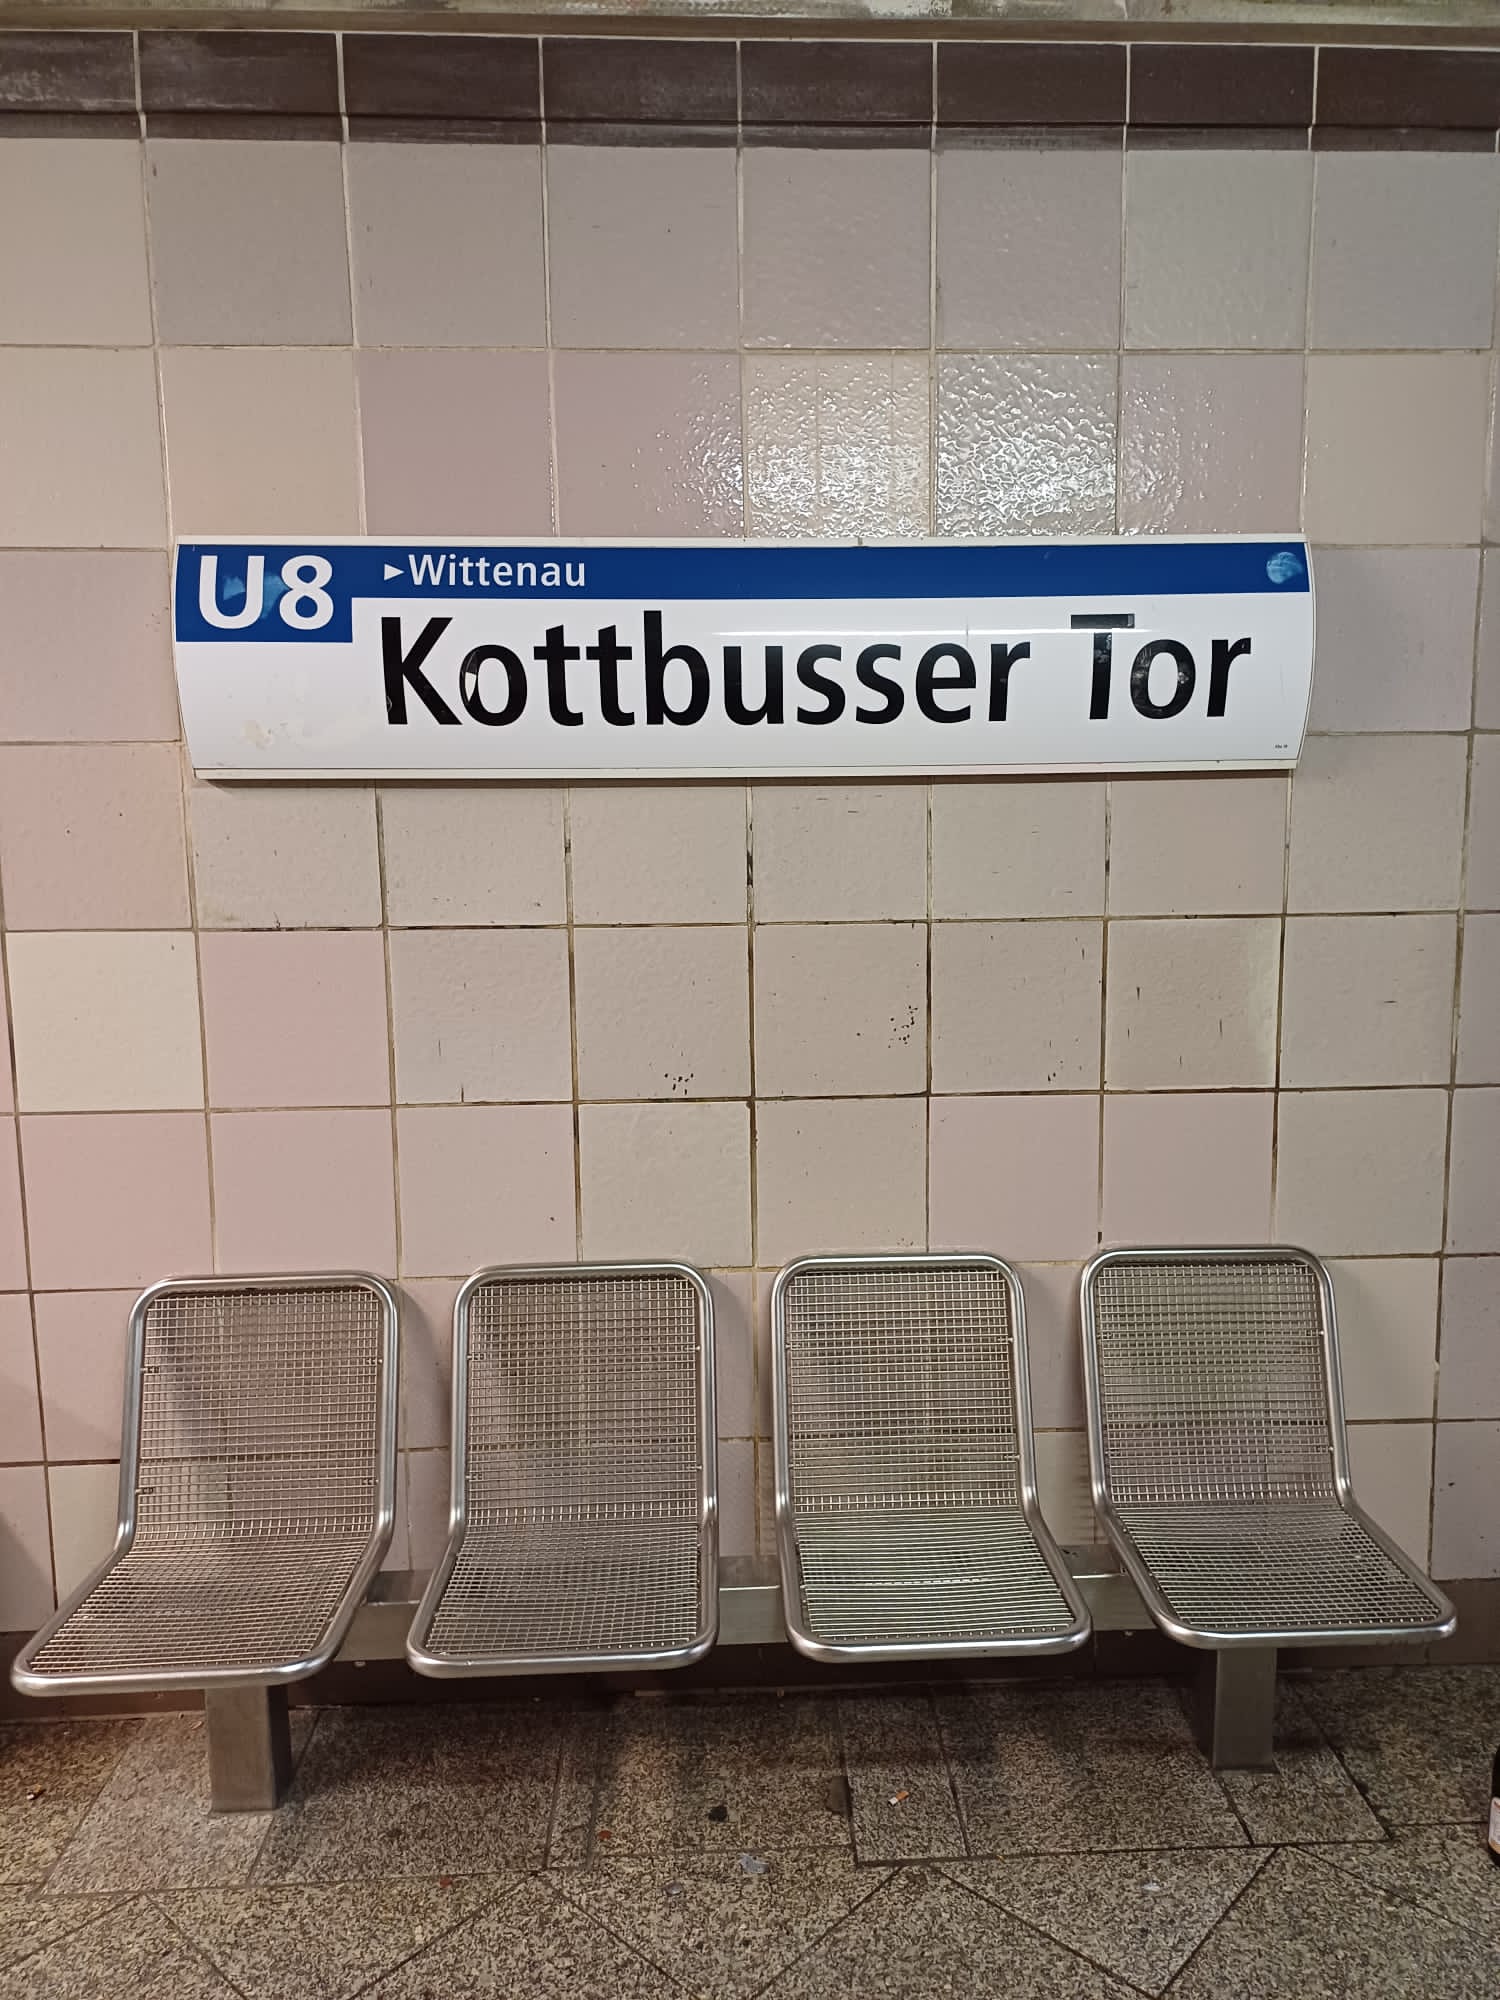 U8 ▸Wittenau
Kottbusser Tor